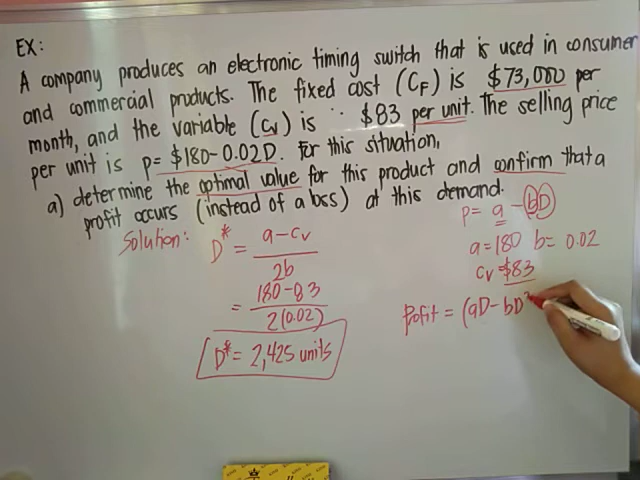 EX:
A company produces an electronic timing switch that is used in consumer
and commercial products. The fixed cost (CF) is $73,000 per
month, and the variable (Cv) is $83 per unit. The selling price
per unit is p= $180-0.02D. For this situation,
a) determine the optimal value for this product and confirm that a
profit occurs (instead of a loss) at this demand.
Solution:
D* = a-cv / 2b
= 180-83 / 2(0.02)
D* = 2,425 units
p= a - bD
a=180 b= 0.02
cv =$83
Profit = (aD-bD²